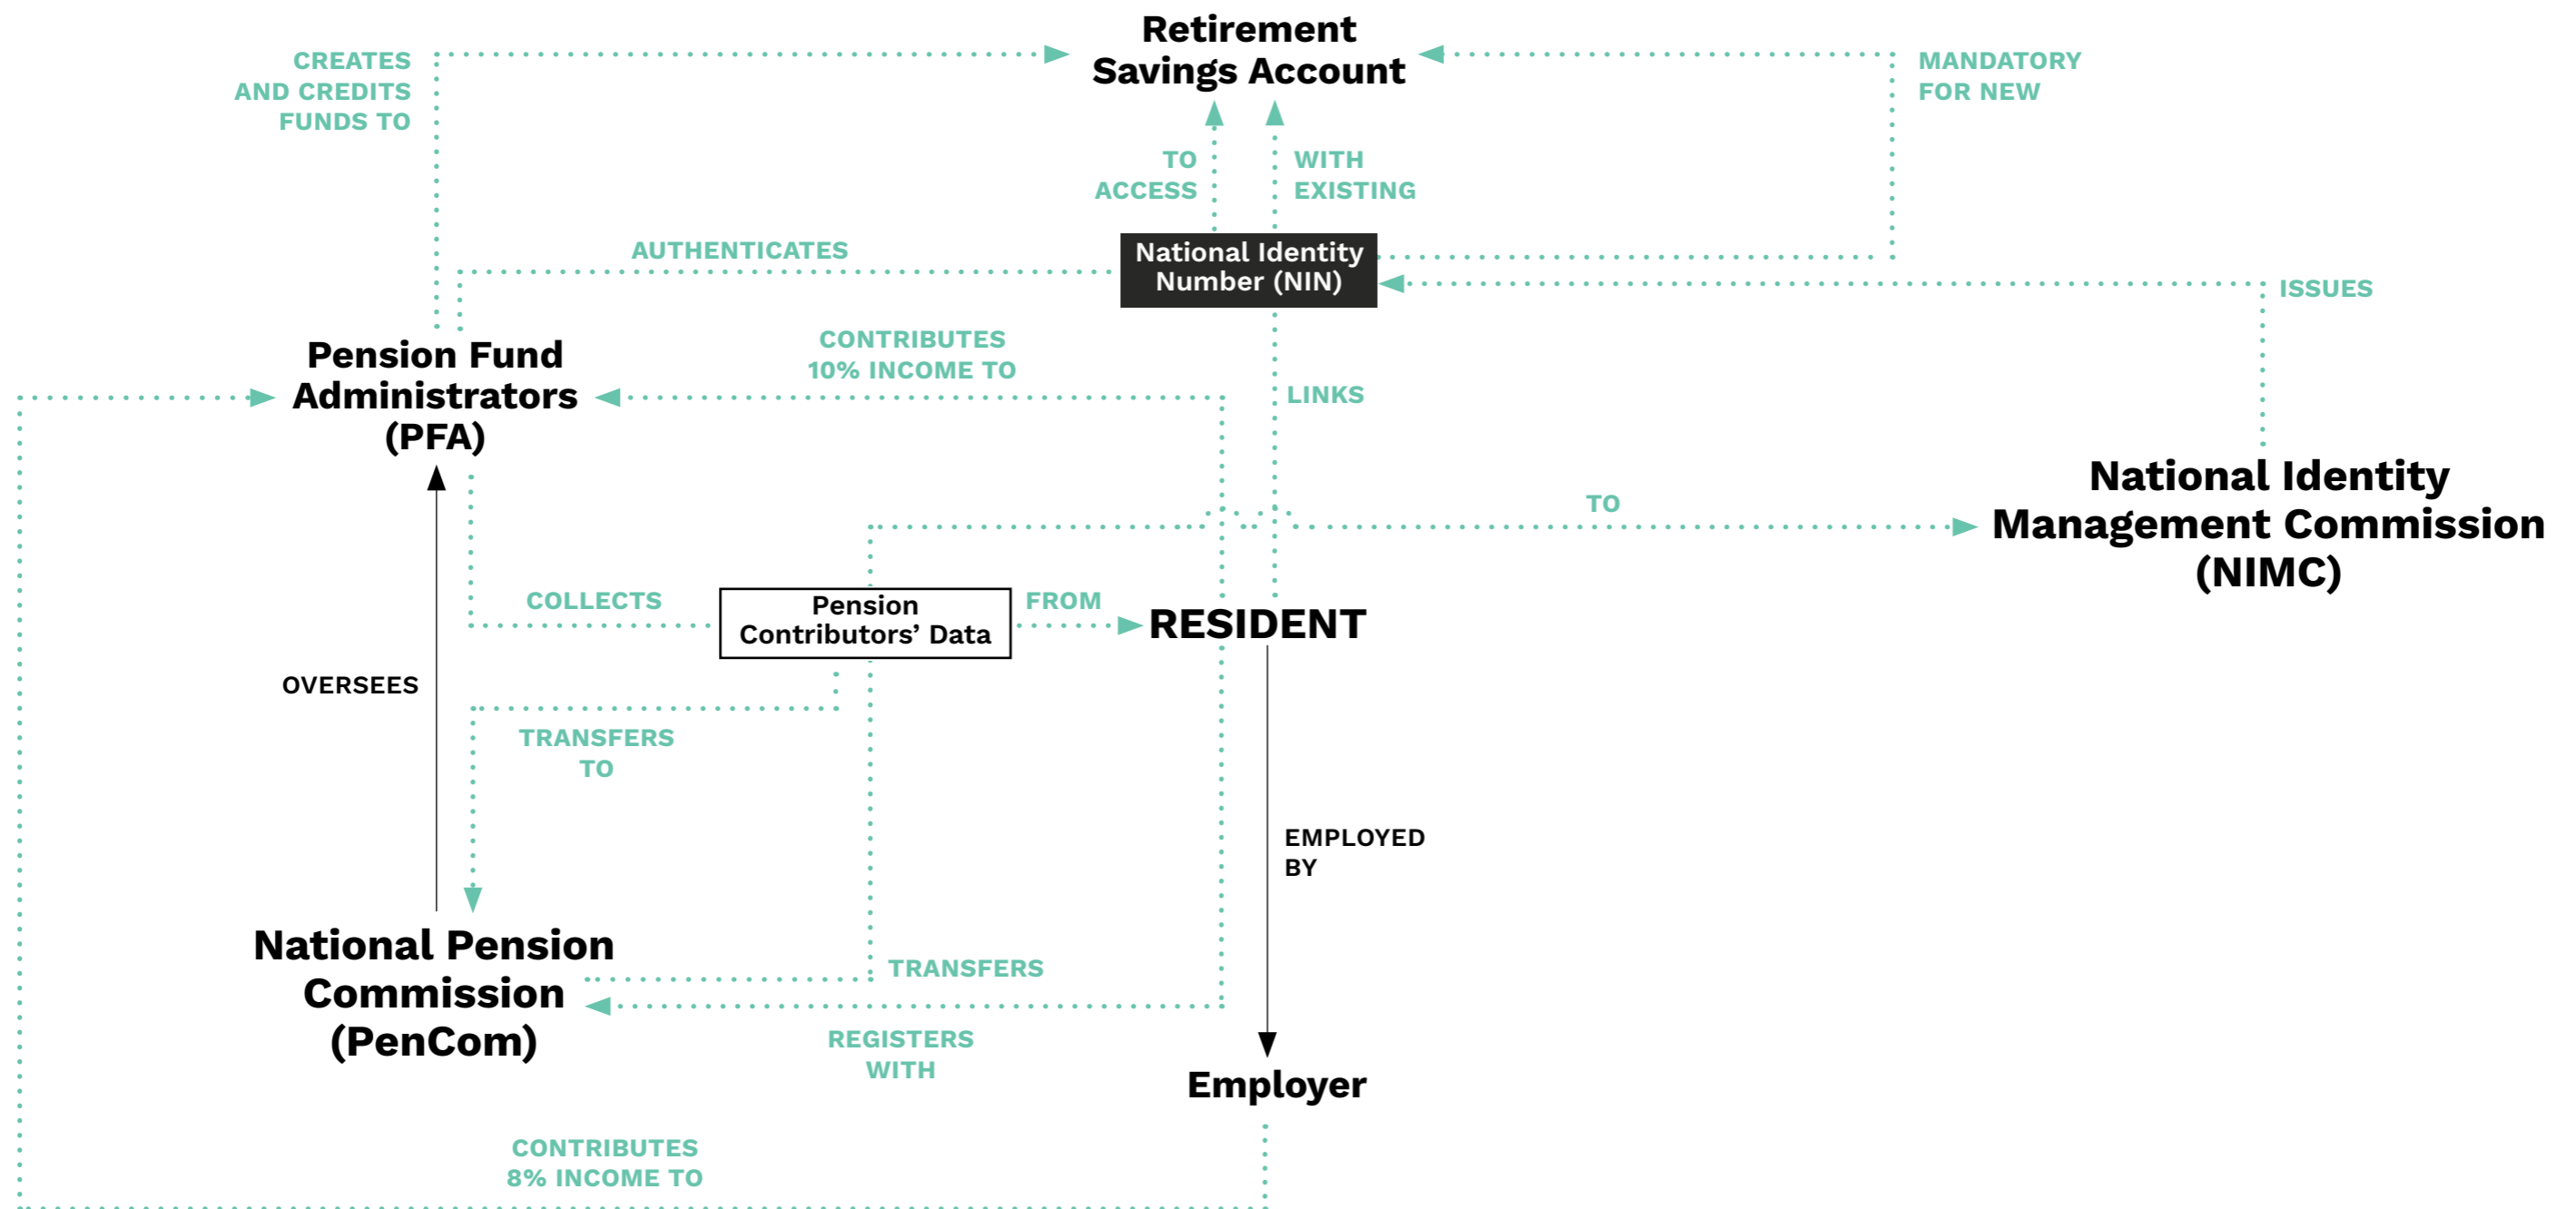 Retirement
Savings Account
CREATES
AND CREDITS
FUNDS TO
MANDATORY
FOR NEW
TO
ACCESS
WITH
EXISTING
AUTHENTICATES
National Identity
Number (NIN)
ISSUES
Pension Fund
Administrators
(PFA)
CONTRIBUTES
10% INCOME TO
LINKS
National Identity
Management Commission
(NIMC)
TO
COLLECTS
Pension
Contributors’ Data
FROM
RESIDENT
OVERSEES
TRANSFERS
TO
EMPLOYED
BY
National Pension
Commission
(PenCom)
TRANSFERS
REGISTERS
WITH
Employer
CONTRIBUTES
8% INCOME TO